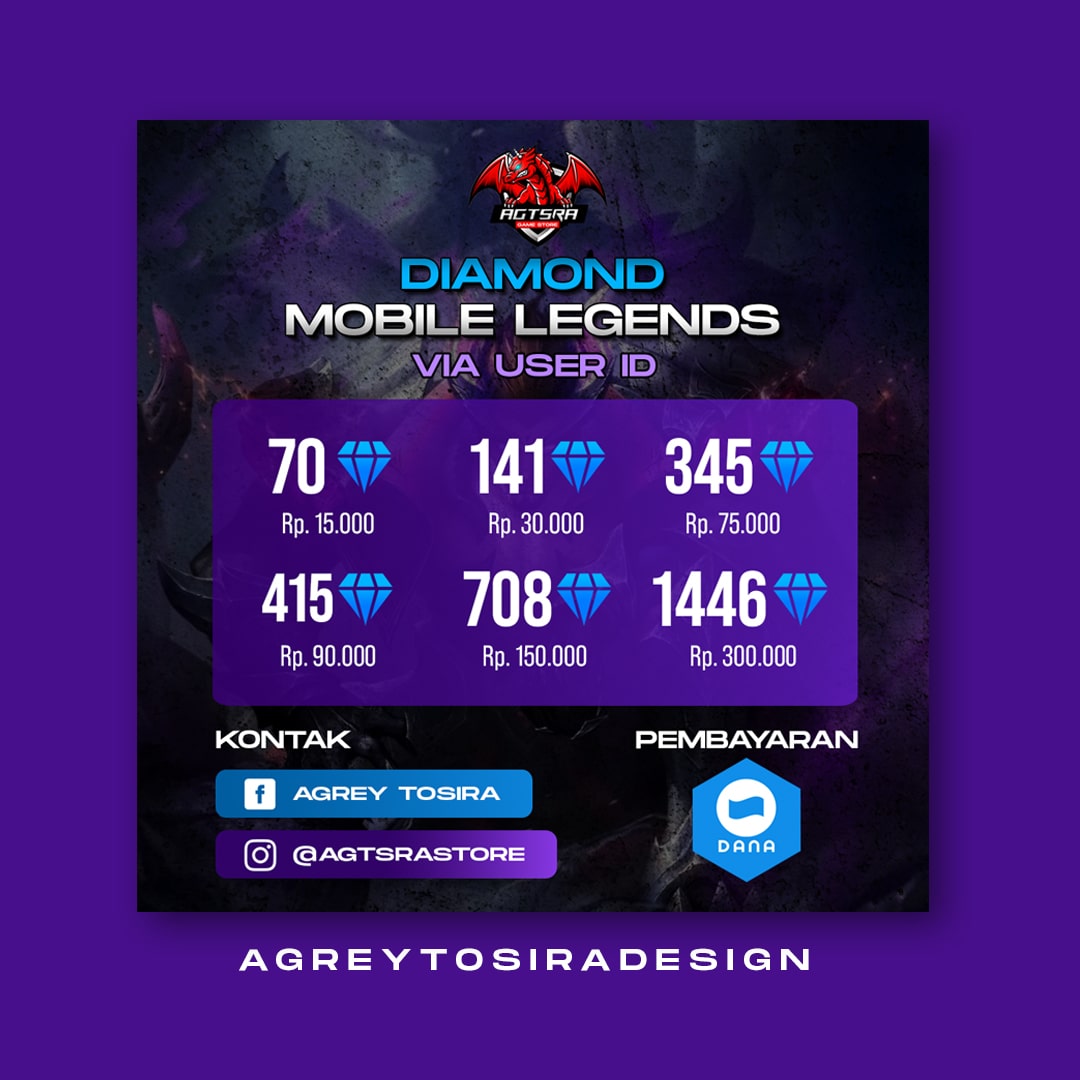 AGTSRA
GAME STORE
DIAMOND
MOBILE LEGENDS
VIA USER ID
70 141 345
Rp. 15.000 Rp. 30.000 Rp. 75.000
415 708 1446
Rp. 90.000 Rp. 150.000 Rp. 300.000
KONTAK
AGREY TOSIRA
@AGTSRASTORE
PEMBAYARAN
DANA
AGREYTOSIRADESIGN